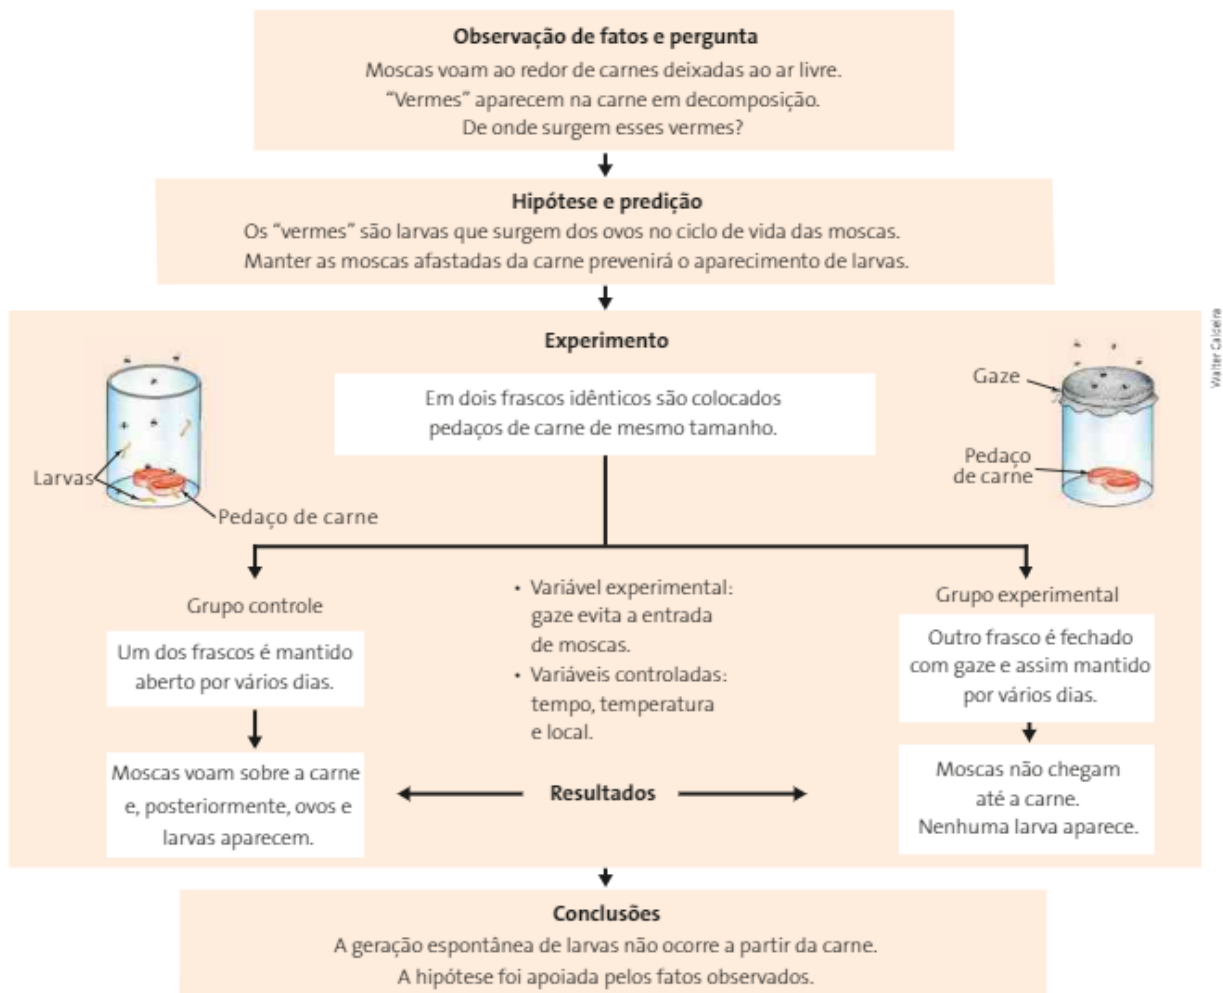 Observação de fatos e pergunta
Moscas voam ao redor de carnes deixadas ao ar livre.
“Vermes” aparecem na carne em decomposição.
De onde surgem esses vermes?
Hipótese e predição
Os “vermes” são larvas que surgem dos ovos no ciclo de vida das moscas.
Manter as moscas afastadas da carne prevenirá o aparecimento de larvas.
Experimento
Em dois frascos idênticos são colocados
pedaços de carne de mesmo tamanho.
Larvas
Pedaço de carne
Gaze
Pedaço
de carne
Walter Caldeira
Grupo controle
Um dos frascos é mantido
aberto por vários dias.
• Variável experimental:
gaze evita a entrada
de moscas.
• Variáveis controladas:
tempo, temperatura
e local.
Grupo experimental
Outro frasco é fechado
com gaze e assim mantido
por vários dias.
Moscas voam sobre a carne
e, posteriormente, ovos e
larvas aparecem.
Resultados
Moscas não chegam
até a carne.
Nenhuma larva aparece.
Conclusões
A geração espontânea de larvas não ocorre a partir da carne.
A hipótese foi apoiada pelos fatos observados.